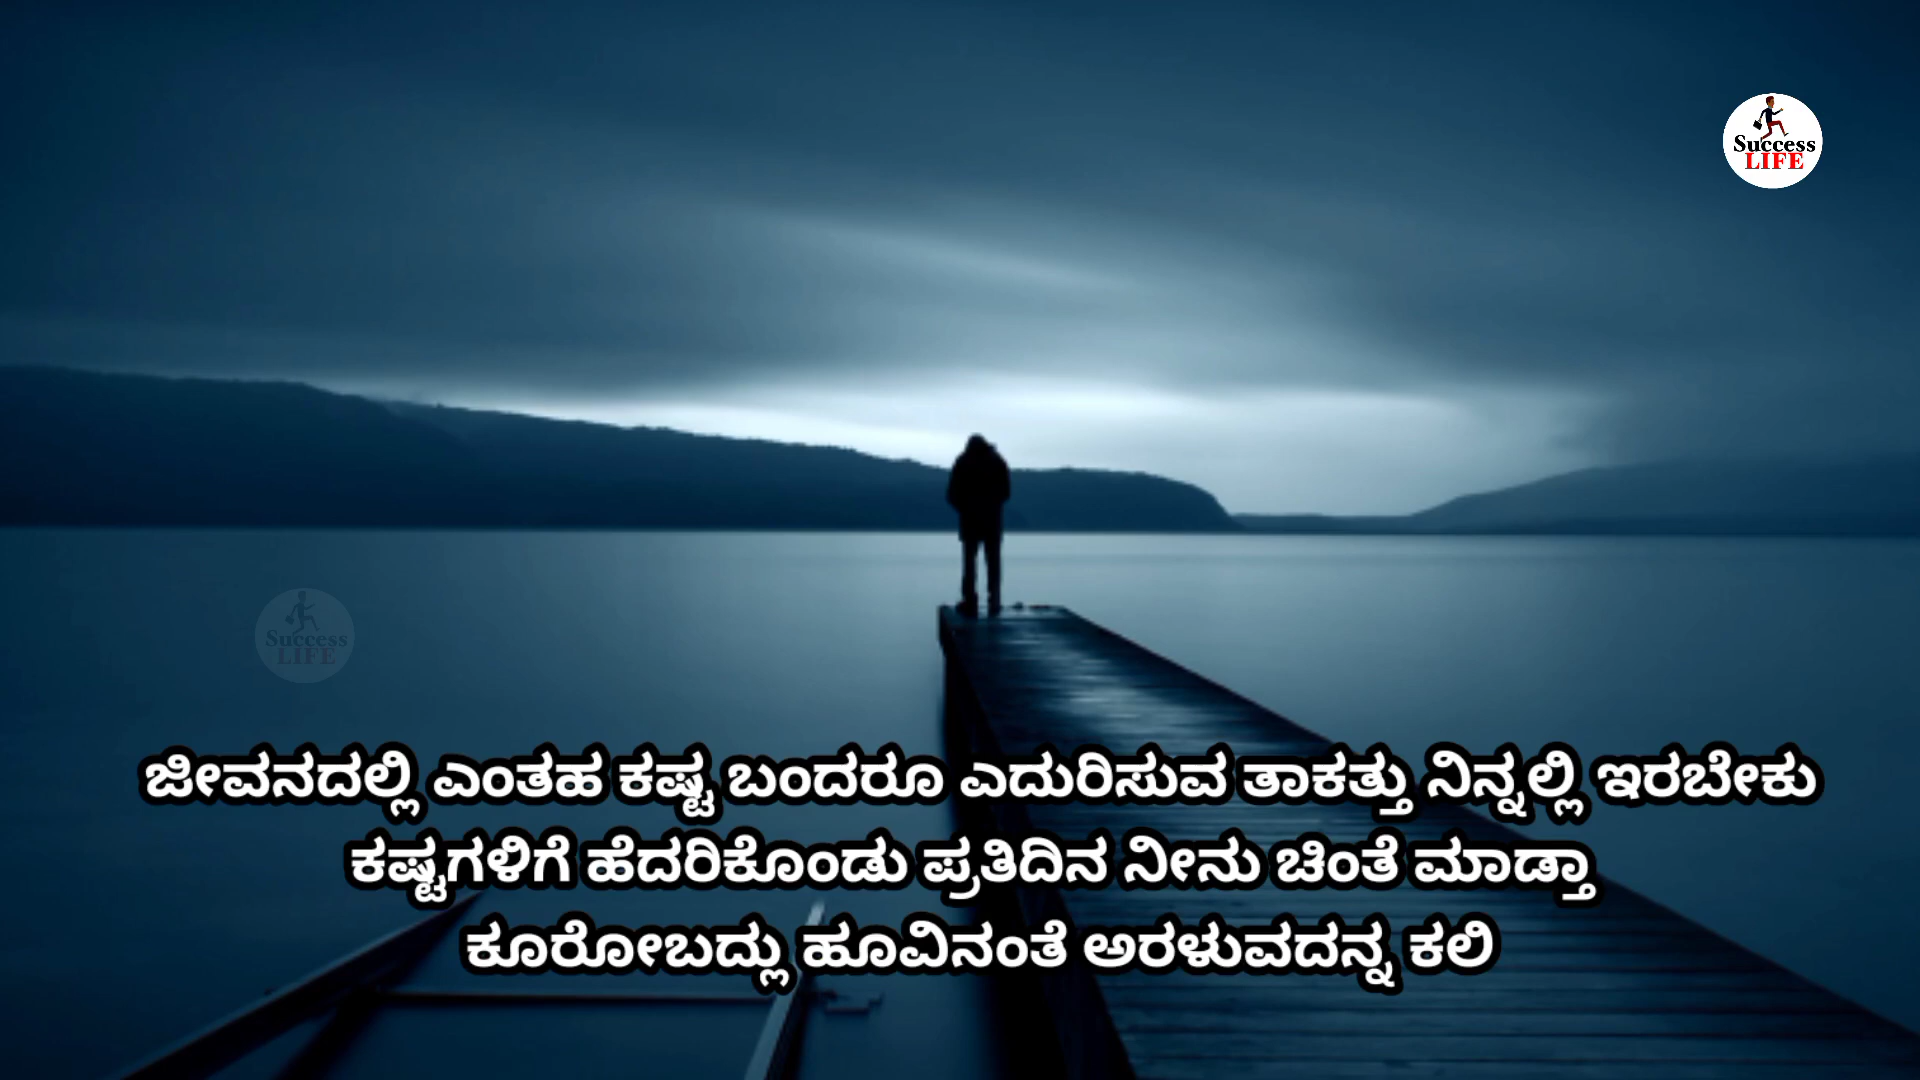 Success
LIFE
Success
LIFE
ಜೀವನದಲ್ಲಿ ಎಂತಹ ಕಷ್ಟ ಬಂದರೂ ಎದುರಿಸುವ ತಾಕತ್ತು ನಿನ್ನಲ್ಲಿ ಇರಬೇಕು
ಕಷ್ಟಗಳಿಗೆ ಹೆದರಿಕೊಂಡು ಪ್ರತಿದಿನ ನೀನು ಚಿಂತೆ ಮಾಡ್ತಾ
ಕೂರೋಬದ್ಲು ಹೂವಿನಂತೆ ಅರಳುವದನ್ನ ಕಲಿ